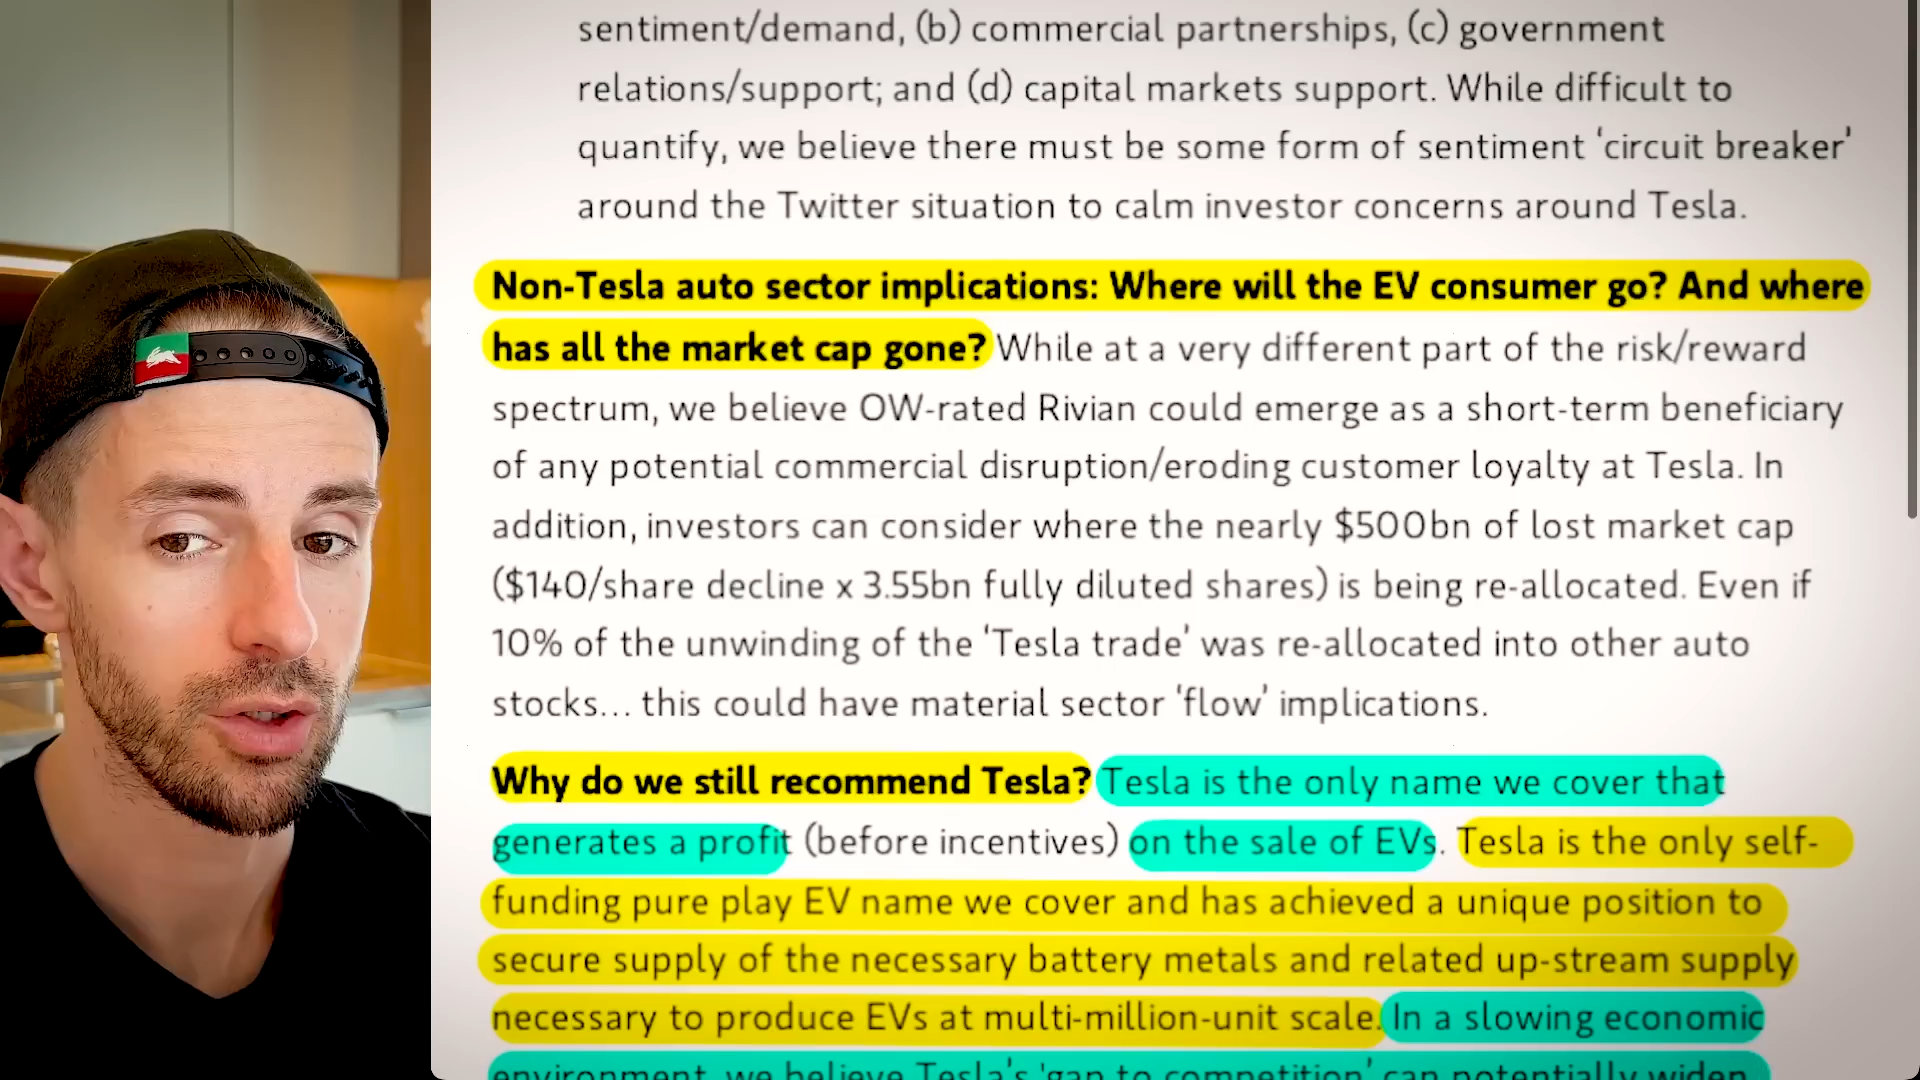 sentiment/demand, (b) commercial partnerships, (c) government
relations/support; and (d) capital markets support. While difficult to
quantify, we believe there must be some form of sentiment 'circuit breaker'
around the Twitter situation to calm investor concerns around Tesla.
Non-Tesla auto sector implications: Where will the EV consumer go? And where
has all the market cap gone? While at a very different part of the risk/reward
spectrum, we believe OW-rated Rivian could emerge as a short-term beneficiary
of any potential commercial disruption/eroding customer loyalty at Tesla. In
addition, investors can consider where the nearly $500bn of lost market cap
($140/share decline x 3.55bn fully diluted shares) is being re-allocated. Even if
10% of the unwinding of the 'Tesla trade' was re-allocated into other auto
stocks... this could have material sector 'flow' implications.
Why do we still recommend Tesla? Tesla is the only name we cover that
generates a profit (before incentives) on the sale of EVs. Tesla is the only self-
funding pure play EV name we cover and has achieved a unique position to
secure supply of the necessary battery metals and related up-stream supply
necessary to produce EVs at multi-million-unit scale. In a slowing economic
environment, we believe Tesla's 'gap to competition' can potentially widen,